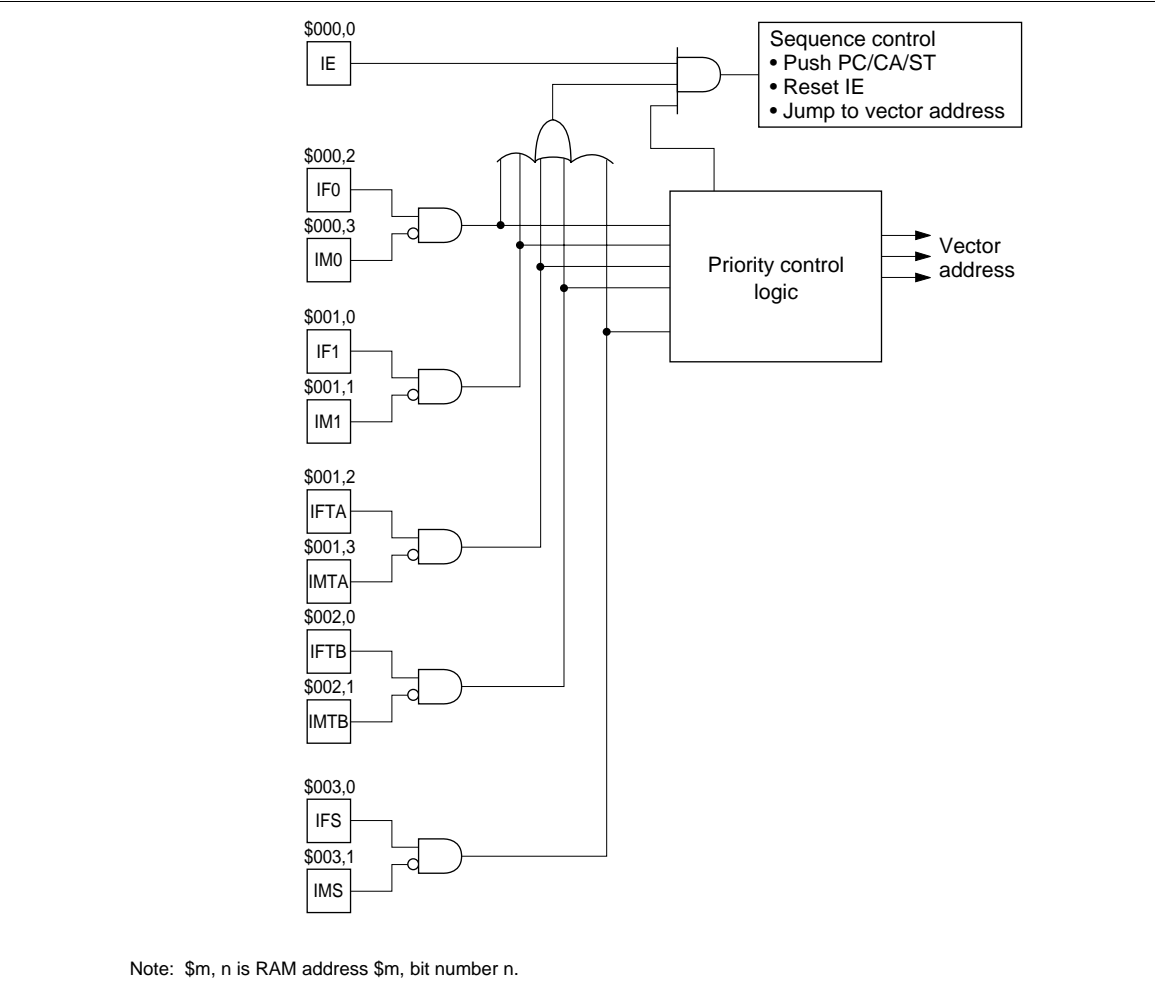 $000,0
IE
Sequence control
• Push PC/CA/ST
• Reset IE
• Jump to vector address
$000,2
IF0
$000,3
IM0
Priority control
logic
Vector
address
$001,0
IF1
$001,1
IM1
$001,2
IFTA
$001,3
IMTA
$002,0
IFTB
$002,1
IMTB
$003,0
IFS
$003,1
IMS
Note: $m, n is RAM address $m, bit number n.